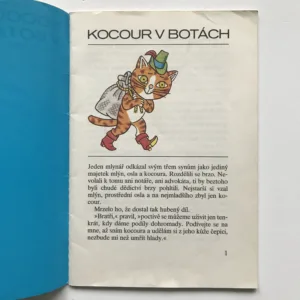 KOCOUR V BOTÁCH
Jeden mlynář odkázal svým třem synům jako jediný
majetek mlýn, osla a kocoura. Rozdělili se brzo. Ne-
volali k tomu ani notáře, ani advokáta, ti by beztoho
byli chudé dědictví brzy pohltili. Nejstarší si vzal
mlýn, prostřední osla a na nejmladšího zbyl jen ko-
cour.
Mrzelo ho, že dostal tak hubený díl.
»Bratři,« pravil, »poctivě se můžeme uživit jen ten-
krát, kdy dáme podíly dohromady. Podívejte se na
mne, až sním kocoura a udělám si z jeho kůže čepici,
nezbude mi než umřít hlady.«
1